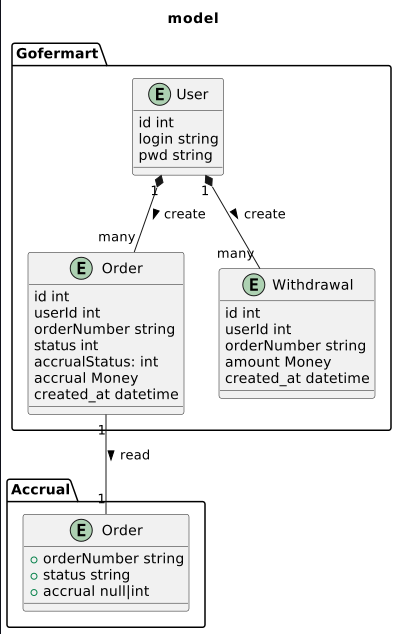 model
Gofermart
E User
id int
login string
pwd string
1 1
create create
many many
E Order
id int
userId int
orderNumber string
status int
accrualStatus: int
accrual Money
created_at datetime
E Withdrawal
id int
userId int
orderNumber string
amount Money
created_at datetime
1
read
1
Accrual
E Order
orderNumber string
status string
accrual null|int